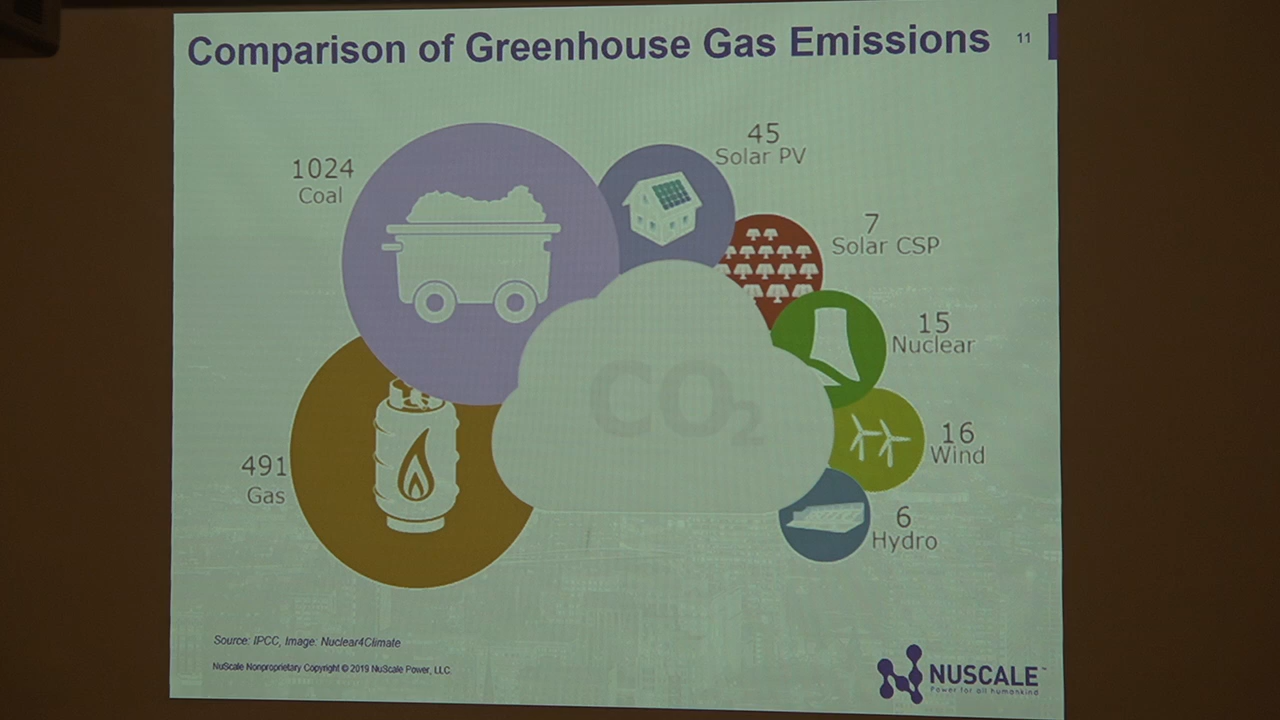 Comparison of Greenhouse Gas Emissions
11
1024
Coal
45
Solar PV
7
Solar CSP
15
Nuclear
16
Wind
6
Hydro
491
Gas
CO₂
Source: IPCC, Image: Nuclear4Climate
NuScale Nonproprietary Copyright © 2019 NuScale Power, LLC.
NUSCALE™
Power for all humankind